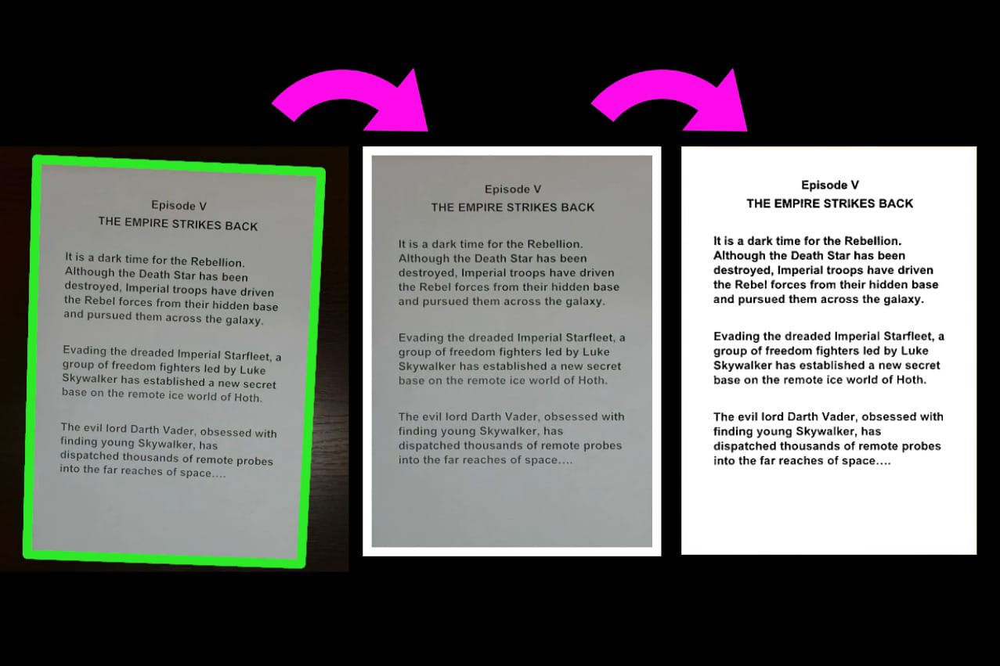 Episode V
THE EMPIRE STRIKES BACK
It is a dark time for the Rebellion.
Although the Death Star has been
destroyed, Imperial troops have driven
the Rebel forces from their hidden base
and pursued them across the galaxy.
Evading the dreaded Imperial Starfleet, a
group of freedom fighters led by Luke
Skywalker has established a new secret
base on the remote ice world of Hoth.
The evil lord Darth Vader, obsessed with
finding young Skywalker, has
dispatched thousands of remote probes
into the far reaches of space....
Episode V
THE EMPIRE STRIKES BACK
It is a dark time for the Rebellion.
Although the Death Star has been
destroyed, Imperial troops have driven
the Rebel forces from their hidden base
and pursued them across the galaxy.
Evading the dreaded Imperial Starfleet, a
group of freedom fighters led by Luke
Skywalker has established a new secret
base on the remote ice world of Hoth.
The evil lord Darth Vader, obsessed with
finding young Skywalker, has
dispatched thousands of remote probes
into the far reaches of space....
Episode V
THE EMPIRE STRIKES BACK
It is a dark time for the Rebellion.
Although the Death Star has been
destroyed, Imperial troops have driven
the Rebel forces from their hidden base
and pursued them across the galaxy.
Evading the dreaded Imperial Starfleet, a
group of freedom fighters led by Luke
Skywalker has established a new secret
base on the remote ice world of Hoth.
The evil lord Darth Vader, obsessed with
finding young Skywalker, has
dispatched thousands of remote probes
into the far reaches of space....